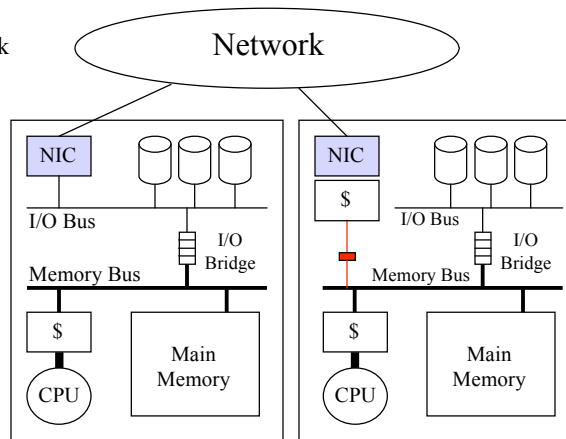 k
Network
NIC
I/O Bus
I/O
Bridge
Memory Bus
$
Main
Memory
CPU
NIC
$
I/O Bus
I/O
Bridge
Memory Bus
$
Main
Memory
CPU